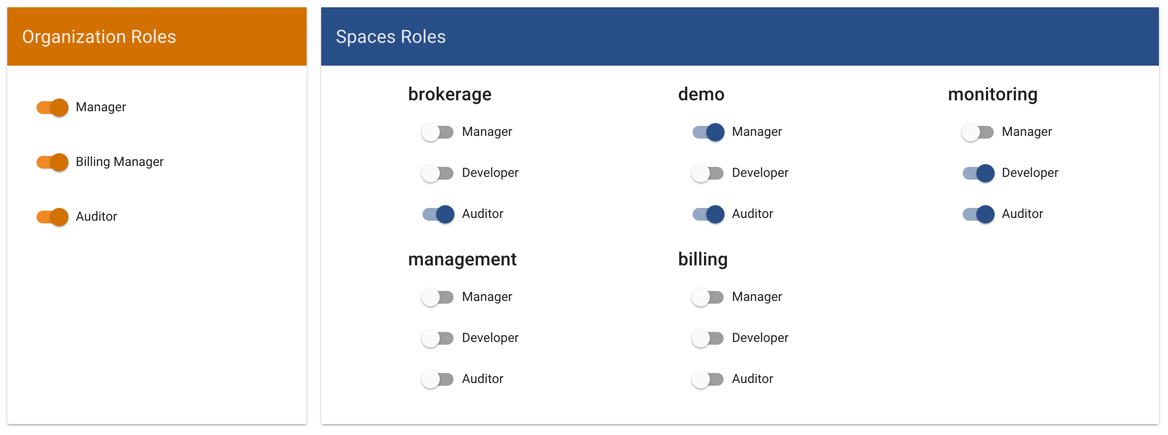 Organization Roles
Manager
Billing Manager
Auditor
Spaces Roles
brokerage
Manager
Developer
Auditor
demo
Manager
Developer
Auditor
monitoring
Manager
Developer
Auditor
management
Manager
Developer
Auditor
billing
Manager
Developer
Auditor